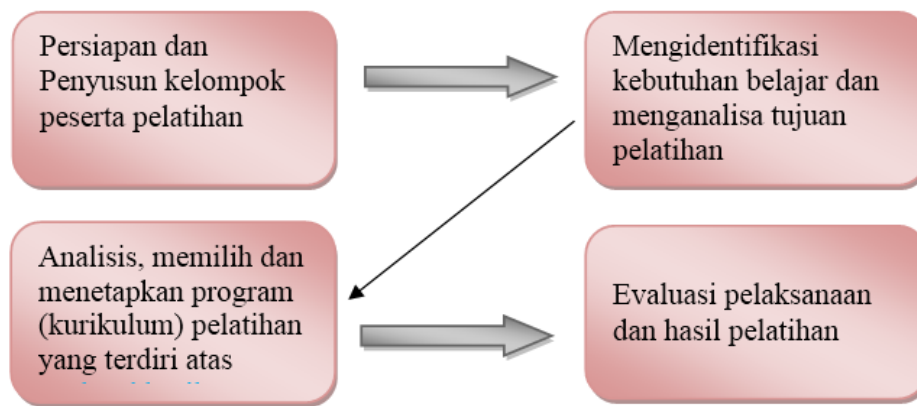 Persiapan dan
Penyusun kelompok
peserta pelatihan
Mengidentifikasi
kebutuhan belajar dan
menganalisa tujuan
pelatihan
Analisis, memilih dan
menetapkan program
(kurikulum) pelatihan
yang terdiri atas
Evaluasi pelaksanaan
dan hasil pelatihan